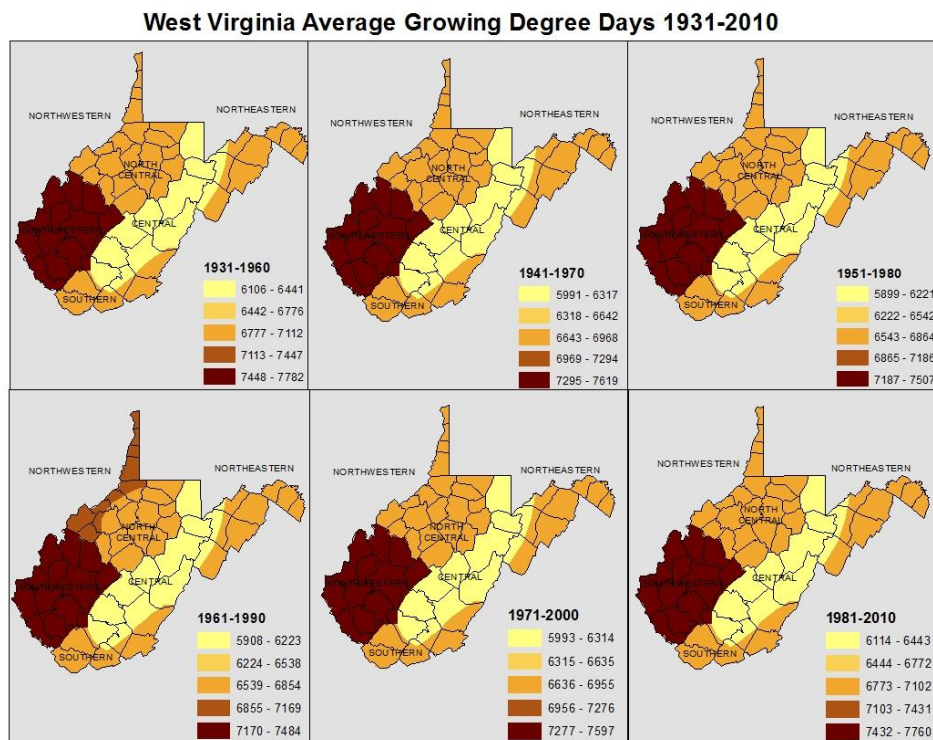 West Virginia Average Growing Degree Days 1931-2010
NORTHWESTERN
NORTHEASTERN
NORTH
CENTRAL
SOUTHWESTERN
CENTRAL
SOUTHERN
1931-1960
6106 - 6441
6442 - 6776
6777 - 7112
7113 - 7447
7448 - 7782
NORTHWESTERN
NORTHEASTERN
NORTH
CENTRAL
SOUTHWESTERN
CENTRAL
SOUTHERN
1941-1970
5991 - 6317
6318 - 6642
6643 - 6968
6969 - 7294
7295 - 7619
NORTHWESTERN
NORTHEASTERN
NORTH
CENTRAL
SOUTHWESTERN
CENTRAL
SOUTHERN
1951-1980
5899 - 6221
6222 - 6542
6543 - 6864
6865 - 7186
7187 - 7507
NORTHWESTERN
NORTHEASTERN
NORTH
CENTRAL
SOUTHWESTERN
CENTRAL
SOUTHERN
1961-1990
5908 - 6223
6224 - 6538
6539 - 6854
6855 - 7169
7170 - 7484
NORTHWESTERN
NORTHEASTERN
NORTH
CENTRAL
SOUTHWESTERN
CENTRAL
SOUTHERN
1971-2000
5993 - 6314
6315 - 6635
6636 - 6955
6956 - 7276
7277 - 7597
NORTHWESTERN
NORTHEASTERN
NORTH
CENTRAL
SOUTHWESTERN
CENTRAL
SOUTHERN
1981-2010
6114 - 6443
6444 - 6772
6773 - 7102
7103 - 7431
7432 - 7760